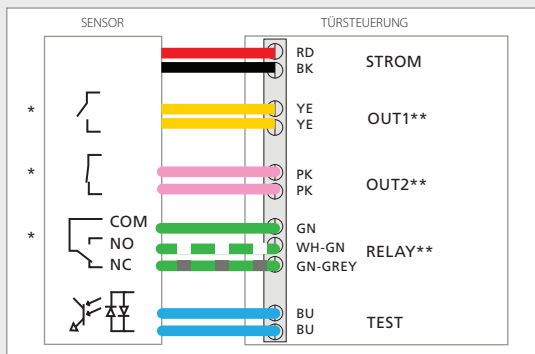 SENSOR TÜRSTEUERUNG
RD
BK
STROM
*
YE
YE
OUT1**
*
PK
PK
OUT2**
*
COM
NO
NC
GN
WH-GN
GN-GREY
RELAY**
BU
BU
TEST